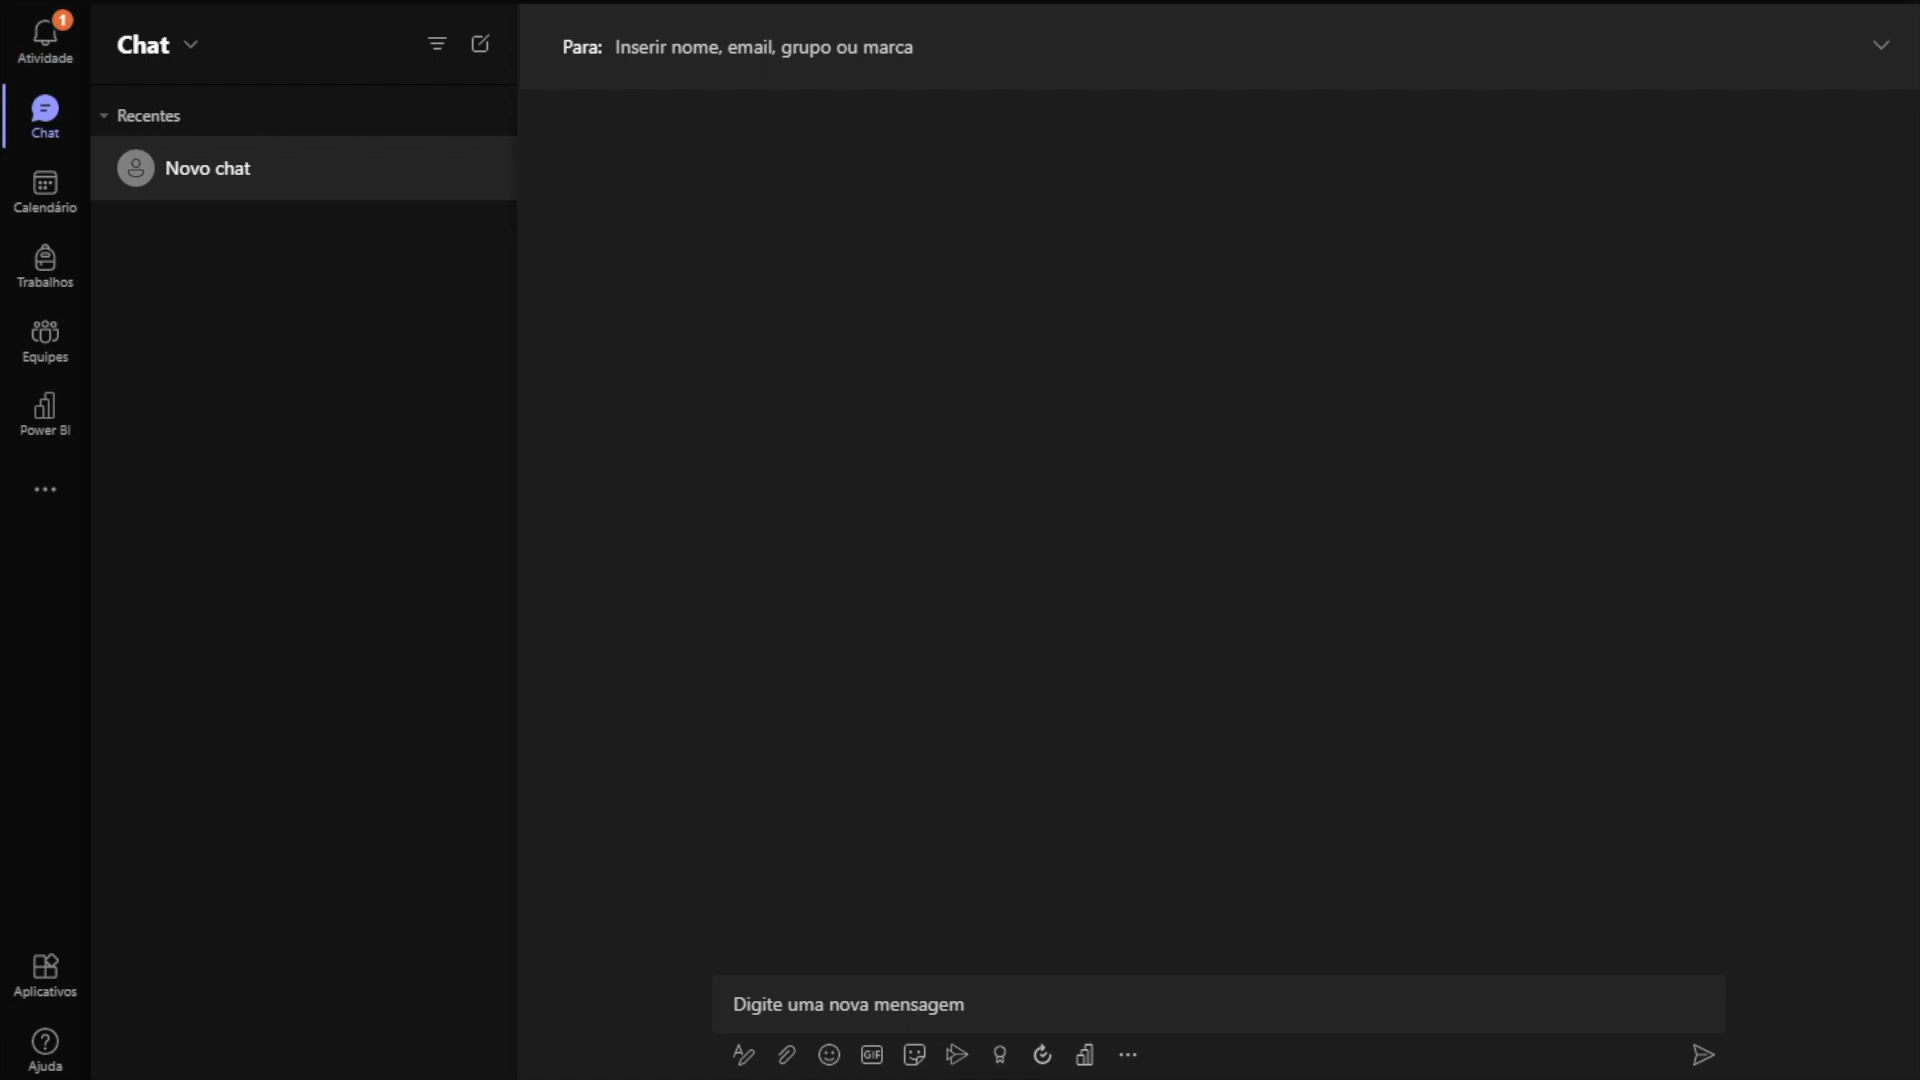 1
Atividade
Chat
Calendário
Trabalhos
Equipes
Power BI
Aplicativos
Ajuda
Chat
Recentes
Novo chat
Para: Inserir nome, email, grupo ou marca
Digite uma nova mensagem
GIF